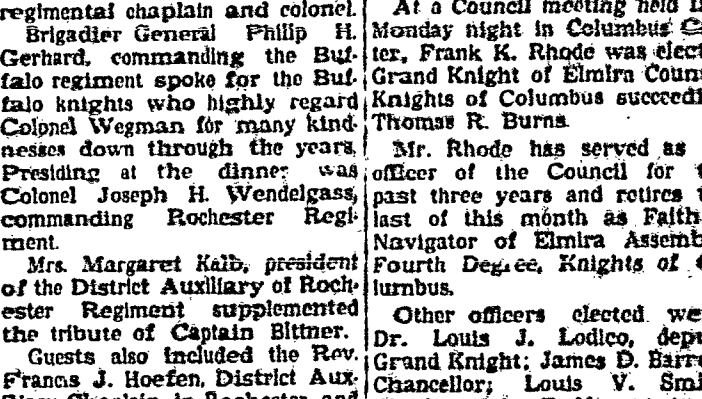 regimental chaplain and colonel.
Brigadier General Philip H.
Gerhard, commanding the Buf-
falo regiment spoke for the Buf-
falo knights who highly regard
Colonel Wegman for many kind-
nesses down through the years.
Presiding at the dinner was
Colonel Joseph H. Wendelgass,
commanding Rochester Regi-
ment.
Mrs. Margaret Kalb, president
of the District Auxiliary of Roch-
ester Regiment supplemented
the tribute of Captain Bittner.
Guests also included the Rev.
Francis J. Hoefen, District Aux-
At a Council meeting held
Monday night in Columbus
ter, Frank K. Rhode was elec
Grand Knight of Elmira Coun
Knights of Columbus succeedi
Thomas R. Burns.
Mr. Rhode has served as
officer of the Council for
past three years and retires
last of this month as Faith
Navigator of Elmira Assemb
Fourth Degree, Knights of
lumbus.
Other officers elected we
Dr. Louis J. Lodico, depu
Grand Knight; James D. Barre
Chancellor; Louis V. Smi